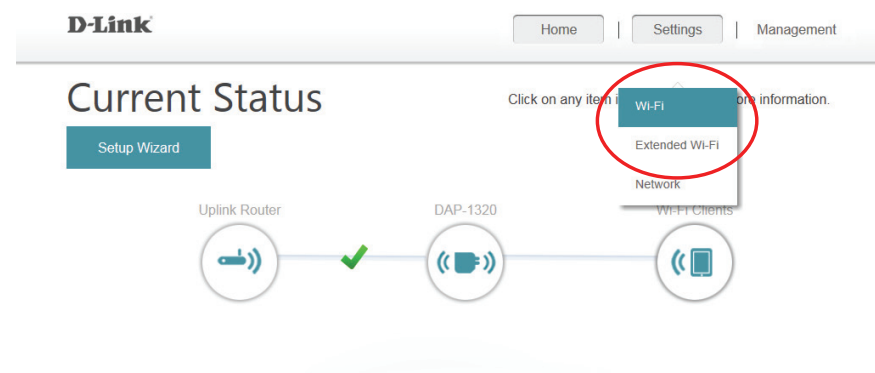 D-Link
Home | Settings | Management
Current Status
Click on any item i
ore information.
Wi-Fi
Setup Wizard
Extended Wi-Fi
Network
Uplink Router
DAP-1320
Wi-Fi Clients